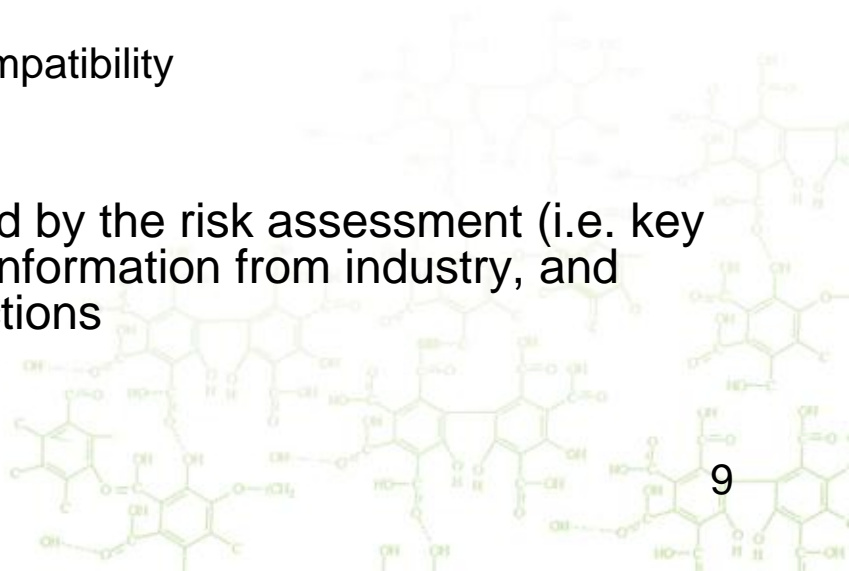 mpatibility
d by the risk assessment (i.e. key
nformation from industry, and
tions
9